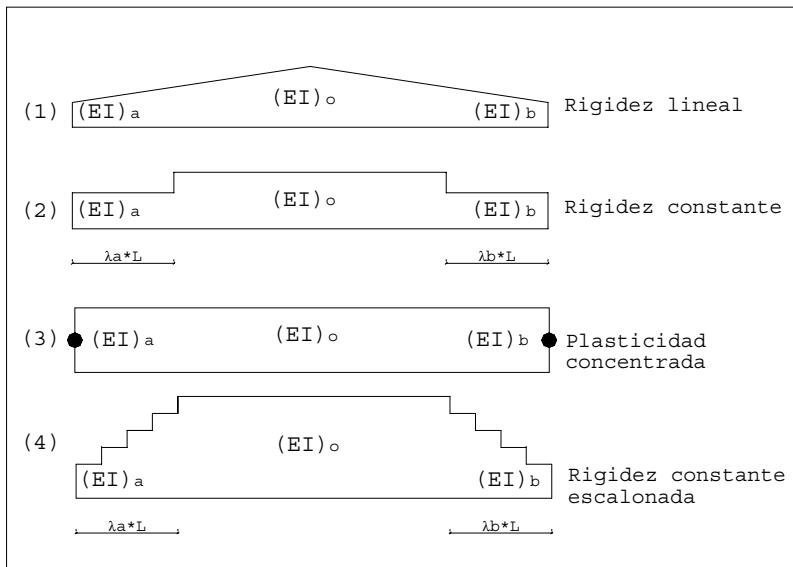 (1) (EI)a (EI)o (EI)b Rigidez lineal
(2) (EI)a (EI)o (EI)b Rigidez constante
λa*L λb*L
(3) (EI)a (EI)o (EI)b Plasticidad
concentrada
(4) (EI)o
(EI)a (EI)b Rigidez constante
escalonada
λa*L λb*L